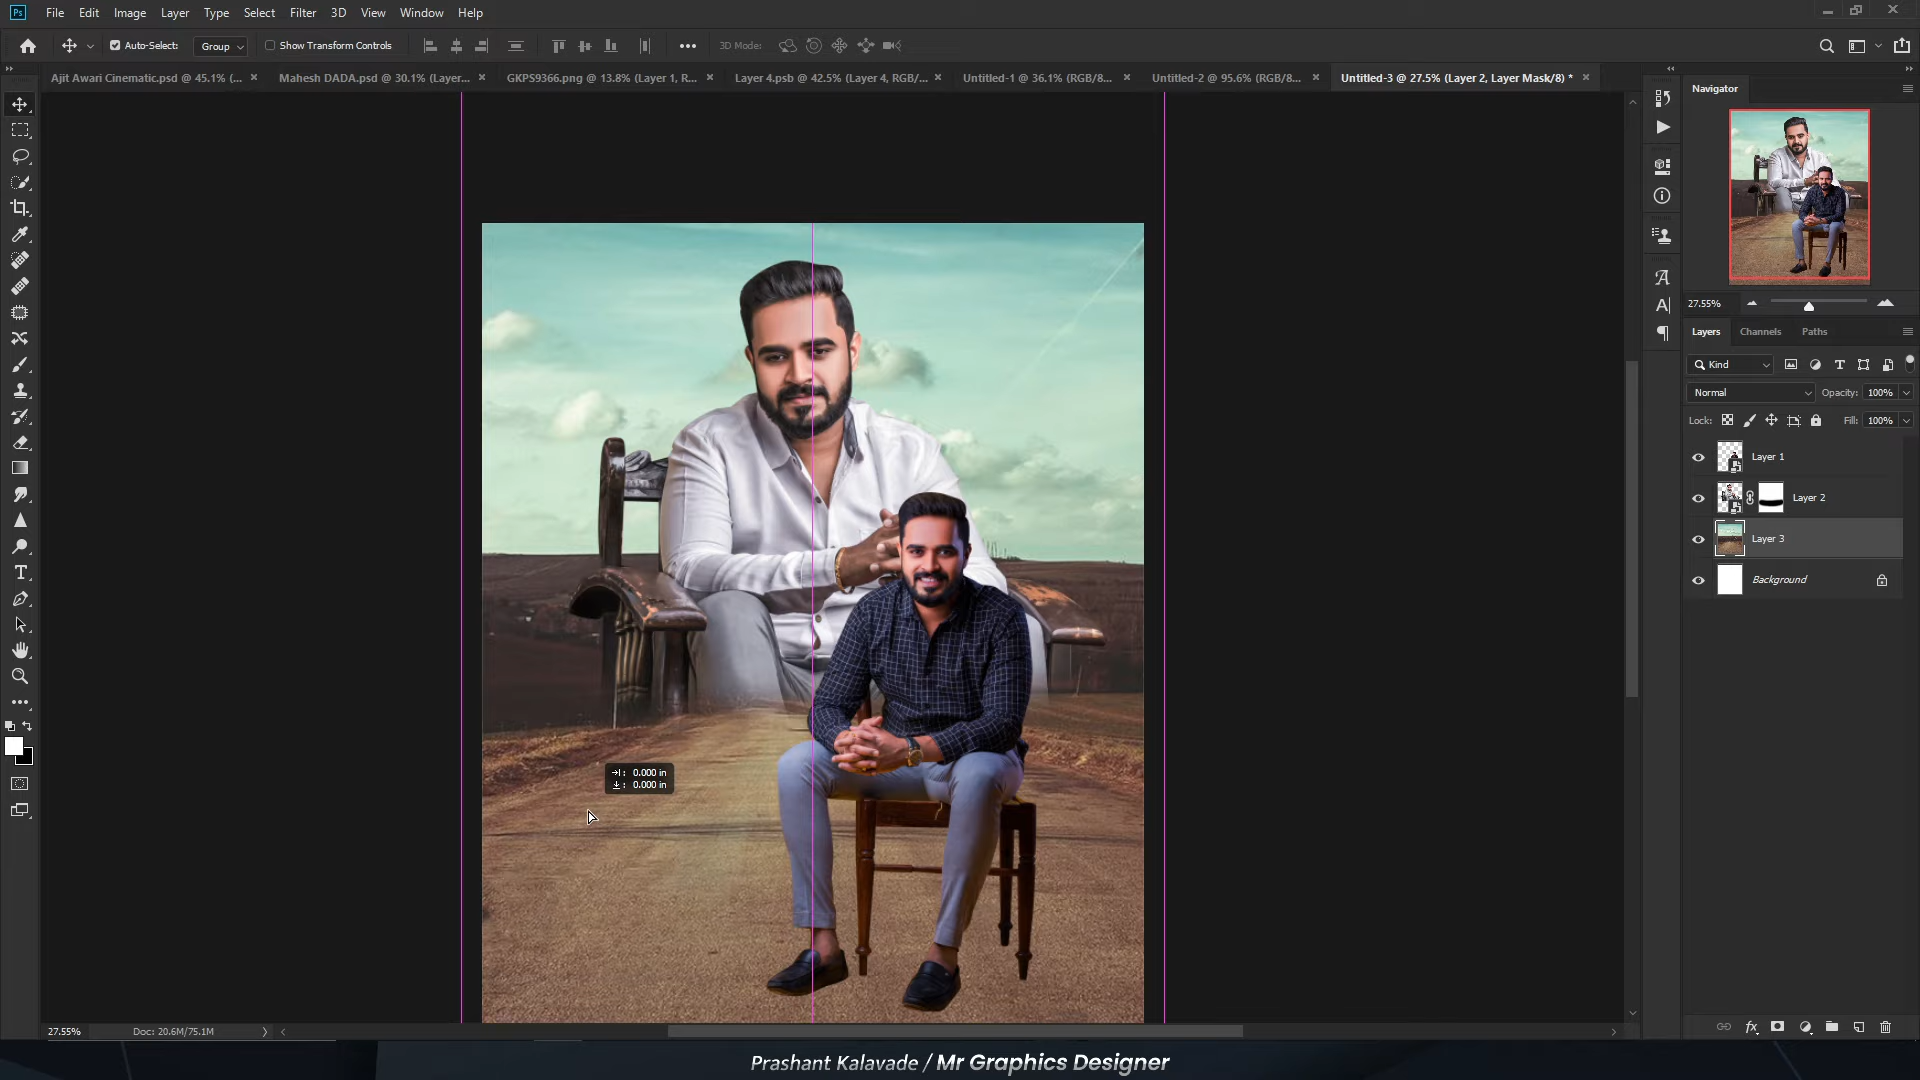 Ps File Edit Image Layer Type Select Filter 3D View Window Help
Auto-Select: Group Show Transform Controls 3D Mode:
Ajit Awari Cinematic.psd @ 45.1% (... Mahesh DADA.psd @ 30.1% (Layer... GKPS9366.png @ 13.8% (Layer 1, R... Layer 4.psb @ 42.5% (Layer 4, RGB/... Untitled-1 @ 36.1% (RGB/8... Untitled-2 @ 95.6% (RGB/8... Untitled-3 @ 27.5% (Layer 2, Layer Mask/8) *
Navigator
27.55%
Layers Channels Paths
Kind
Normal Opacity: 100%
Lock: Fill: 100%
Layer 1
Layer 2
Layer 3
Background
: 0.000 in
: 0.000 in
27.55% Doc: 20.6M/75.1M
Prashant Kalavade / Mr Graphics Designer